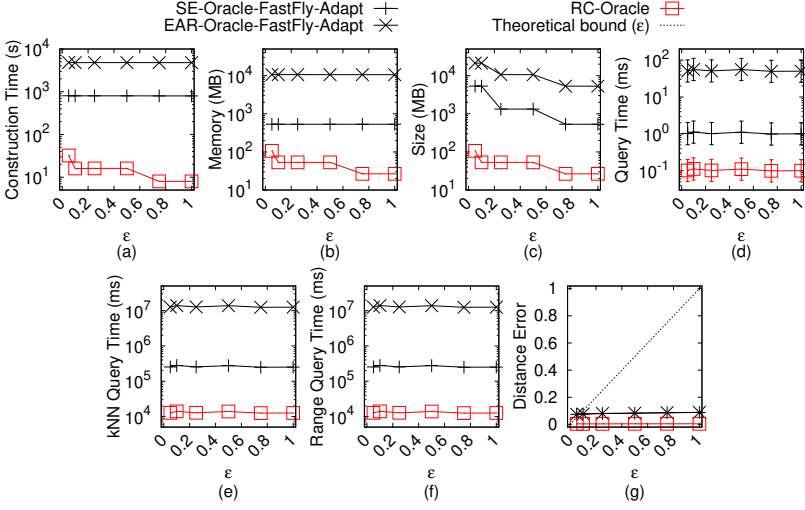 SE-Oracle-FastFly-Adapt
EAR-Oracle-FastFly-Adapt
RC-Oracle
Theoretical bound (ε)
Construction Time (s)
10^4
10^3
10^2
10^1
0
0.2
0.4
0.6
0.8
1
ε
(a)
Memory (MB)
10^4
10^3
10^2
10^1
0
0.2
0.4
0.6
0.8
1
ε
(b)
Size (MB)
10^4
10^3
10^2
10^1
0
0.2
0.4
0.6
0.8
1
ε
(c)
Query Time (ms)
10^2
10^1
10^0
10^-1
0
0.2
0.4
0.6
0.8
1
ε
(d)
kNN Query Time (ms)
10^7
10^6
10^5
10^4
0
0.2
0.4
0.6
0.8
1
ε
(e)
Range Query Time (ms)
10^7
10^6
10^5
10^4
0
0.2
0.4
0.6
0.8
1
ε
(f)
Distance Error
1
0.8
0.6
0.4
0.2
0
0
0.2
0.4
0.6
0.8
1
ε
(g)